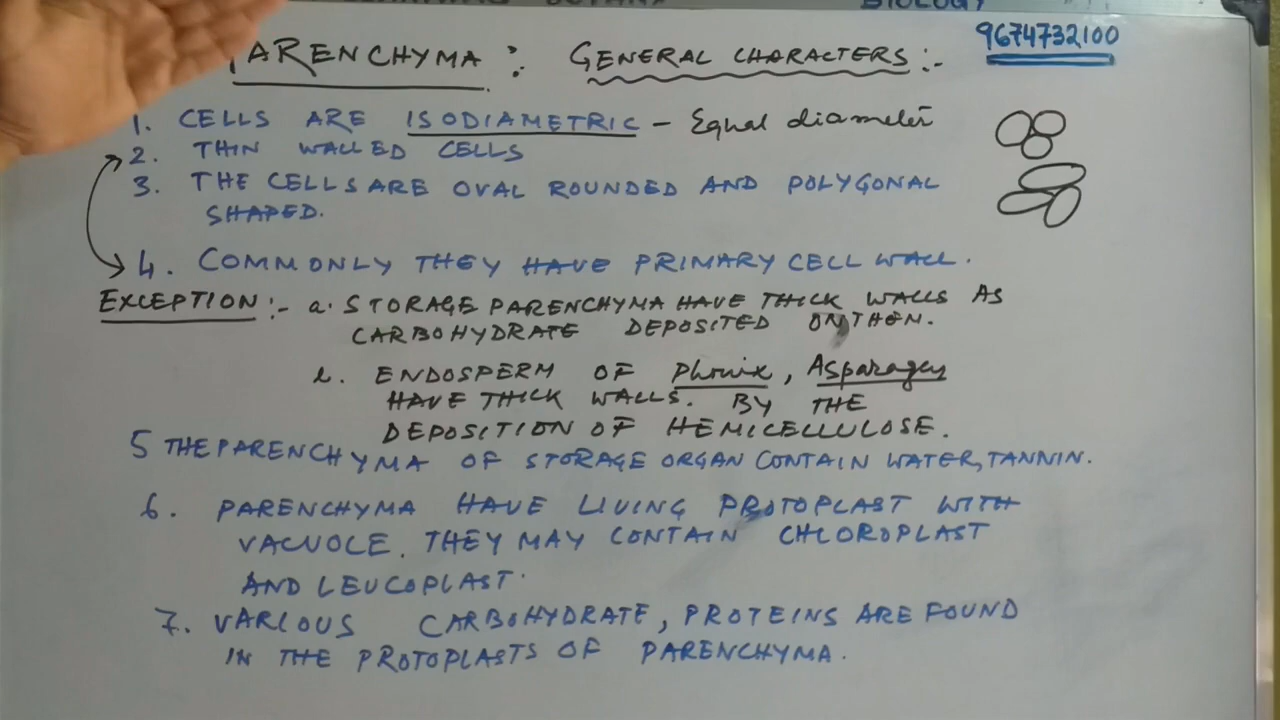 BIOLOGY
PARENCHYMA : GENERAL CHARACTERS :-
9674732100
1. CELLS ARE ISODIAMETRIC - Equal diameter
2. THIN WALLED CELLS
3. THE CELLS ARE OVAL ROUNDED AND POLYGONAL
SHAPED.
4. COMMONLY THEY HAVE PRIMARY CELL WALL.
EXCEPTION :- a. STORAGE PARENCHYMA HAVE THICK WALLS AS
CARBOHYDRATE DEPOSITED ON THEM.
b. ENDOSPERM OF Phonix, Asparagus
HAVE THICK WALLS. BY THE
DEPOSITION OF HEMICELLULOSE.
5 THE PARENCHYMA OF STORAGE ORGAN CONTAIN WATER, TANNIN.
6. PARENCHYMA HAVE LIVING PROTOPLAST WITH
VACUOLE. THEY MAY CONTAIN CHLOROPLAST
AND LEUCOPLAST.
7. VARIOUS CARBOHYDRATE, PROTEINS ARE FOUND
IN THE PROTOPLASTS OF PARENCHYMA.